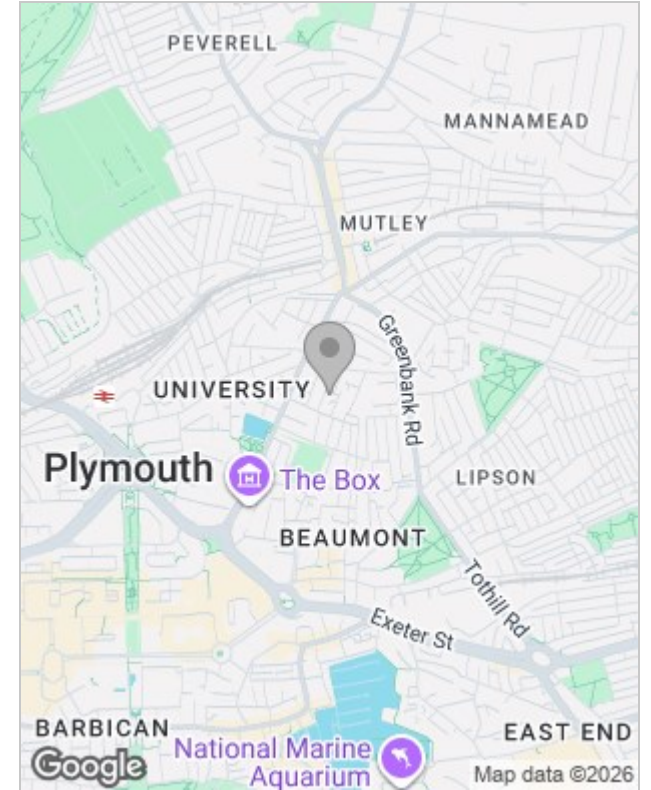 PEVERELL
MANNAMEAD
MUTLEY
Greenbank Rd
UNIVERSITY
Plymouth
The Box
LIPSON
BEAUMONT
Tothill Rd
Exeter St
BARBICAN
EAST END
National Marine
Aquarium
Google
Map data ©2026